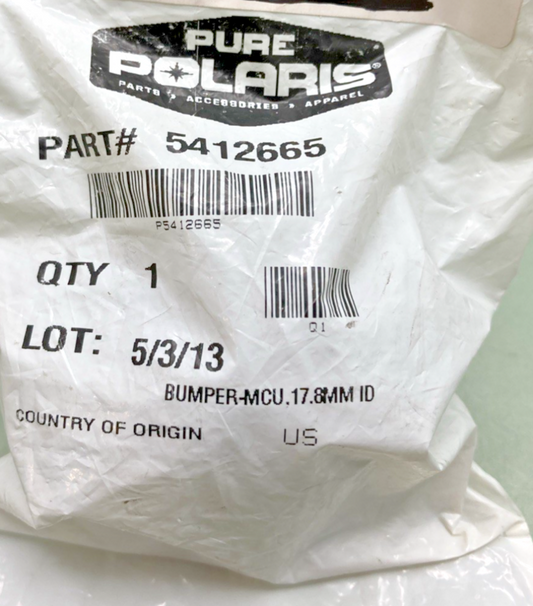 PURE
POLARIS®
PARTS • ACCESSORIES • APPAREL
PART# 5412665
P5412665
QTY 1
Q1
LOT: 5/3/13
BUMPER-MCU,17.8MM ID
COUNTRY OF ORIGIN US